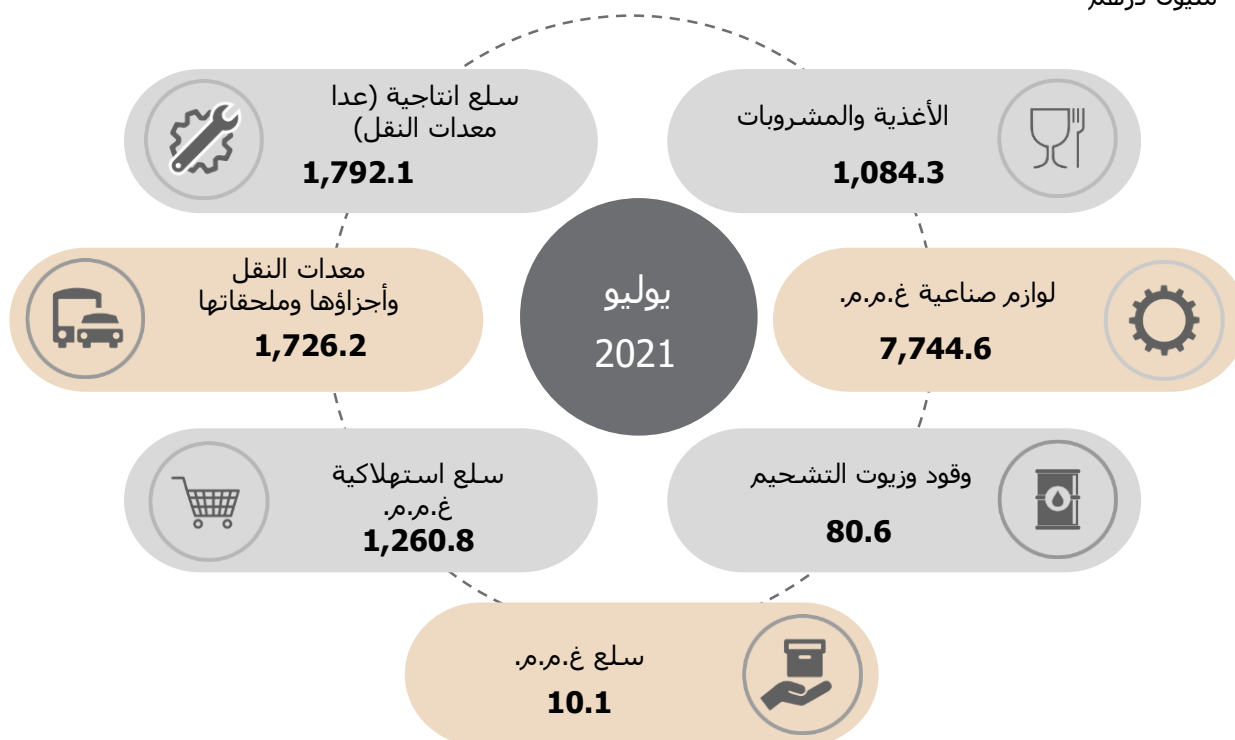 مليون درهم
الأغذية والمشروبات
1,084.3
سلع انتاجية (عدا
معدات النقل)
1,792.1
لوازم صناعية غ.م.م.
7,744.6
يوليو
2021
معدات النقل
وأجزاؤها وملحقاتها
1,726.2
وقود وزيوت التشحيم
80.6
سلع استهلاكية
غ.م.م.
1,260.8
سلع غ.م.م.
10.1